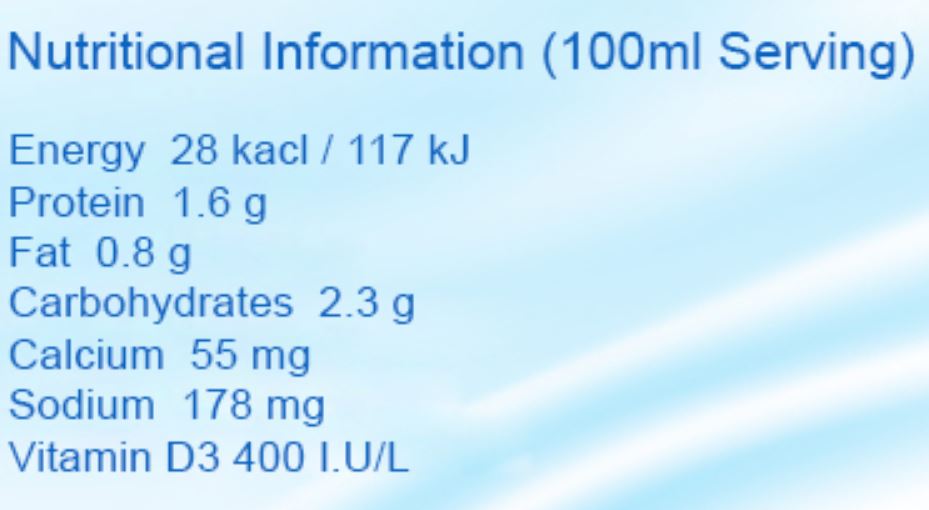 Nutritional Information (100ml Serving)
Energy 28 kacl / 117 kJ
Protein 1.6 g
Fat 0.8 g
Carbohydrates 2.3 g
Calcium 55 mg
Sodium 178 mg
Vitamin D3 400 I.U/L